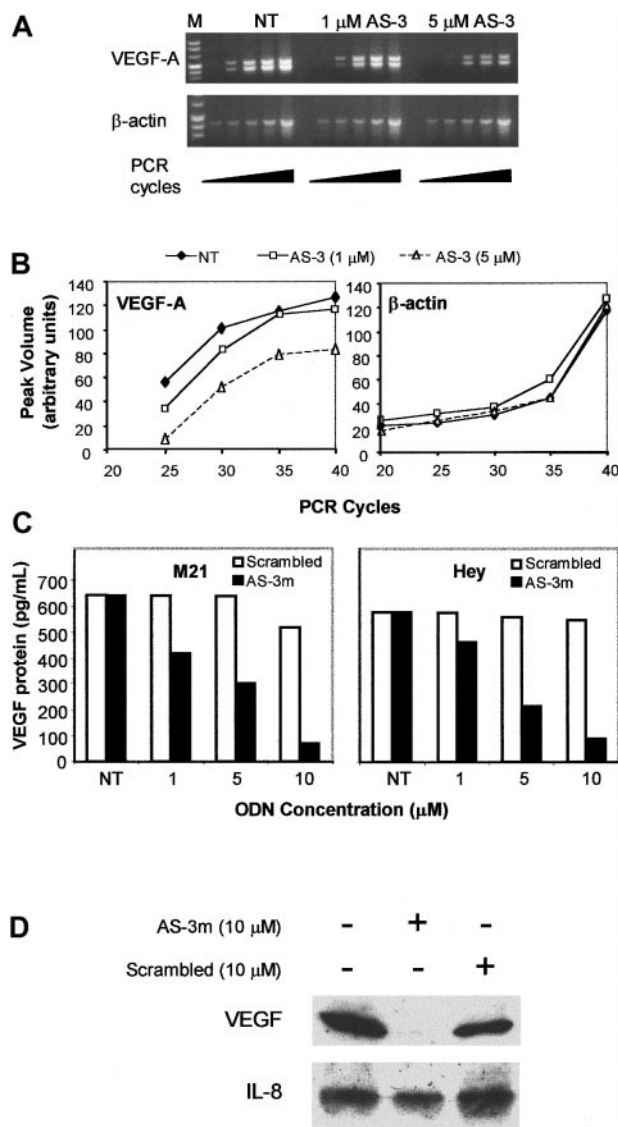 A
M NT 1 μM AS-3 5 μM AS-3
VEGF-A
β-actin
PCR
cycles
B
NT AS-3 (1 μM) AS-3 (5 μM)
Peak Volume
(arbitrary units)
140
120
100
80
60
40
20
0
VEGF-A
20 25 30 35 40
140
120
100
80
60
40
20
0
β-actin
20 25 30 35 40
PCR Cycles
C
VEGF protein (pg/mL)
700
600
500
400
300
200
100
0
M21
Scrambled
AS-3m
NT 1 5 10
Hey
Scrambled
AS-3m
NT 1 5 10
ODN Concentration (μM)
D
AS-3m (10 μM) - + -
Scrambled (10 μM) - - +
VEGF
IL-8